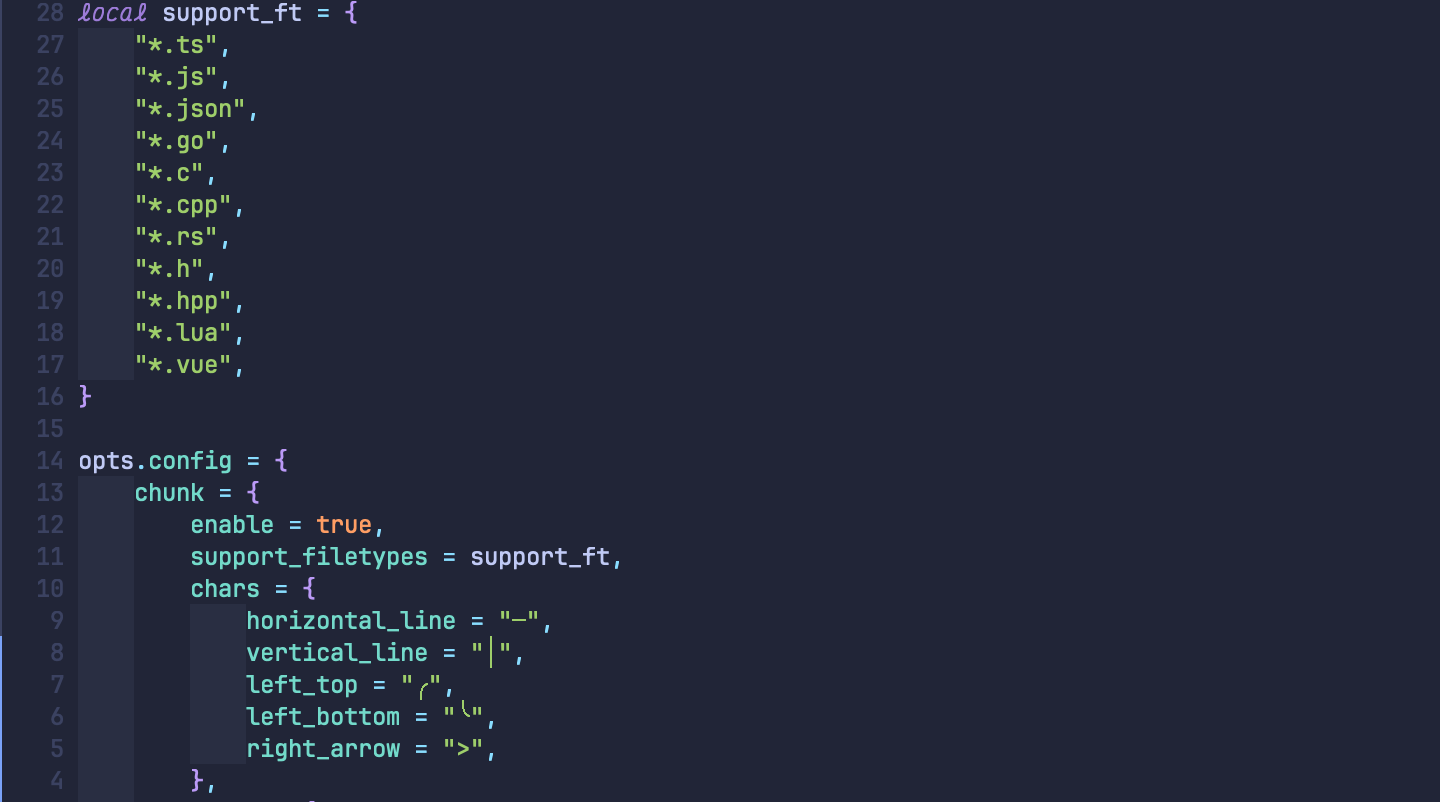 28 local support_ft = {
27     "*.ts",
26     "*.js",
25     "*.json",
24     "*.go",
23     "*.c",
22     "*.cpp",
21     "*.rs",
20     "*.h",
19     "*.hpp",
18     "*.lua",
17     "*.vue",
16 }
15
14 opts.config = {
13     chunk = {
12         enable = true,
11         support_filetypes = support_ft,
10         chars = {
9             horizontal_line = "─",
8             vertical_line = "│",
7             left_top = "╭",
6             left_bottom = "╰",
5             right_arrow = ">",
4         },